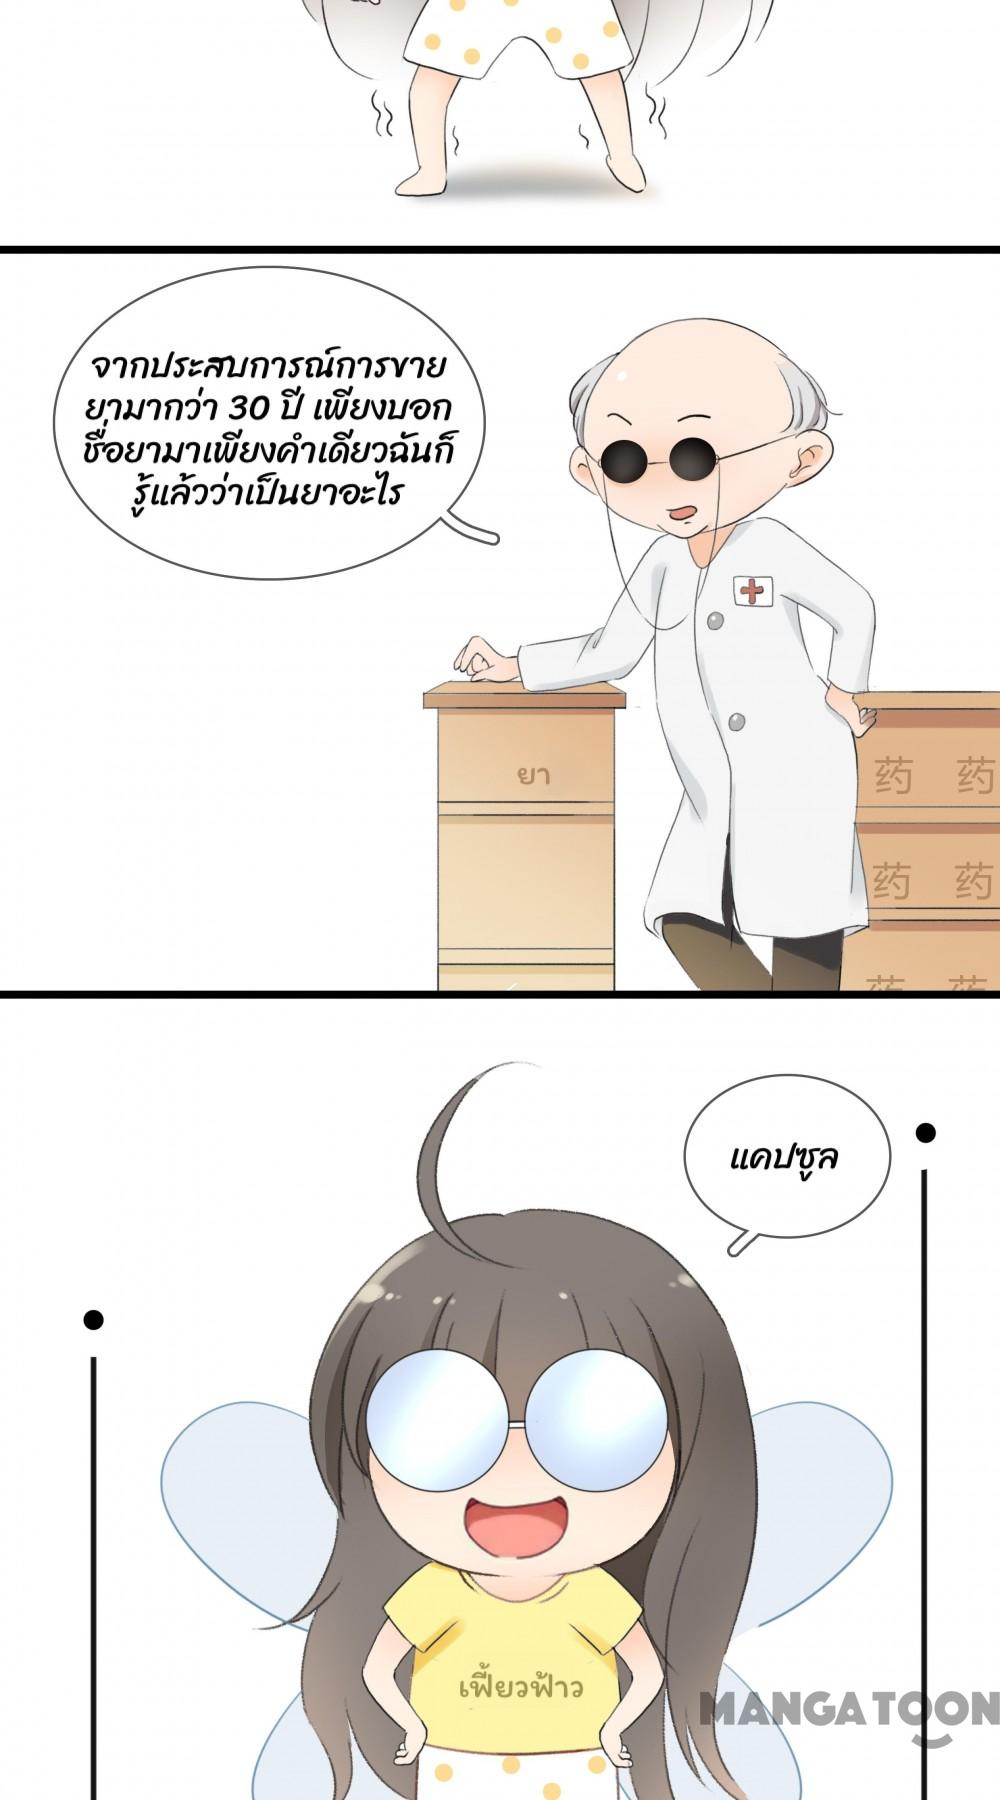 จากประสบการณ์การขาย
ยามากว่า 30 ปี เพียงบอก
ชื่อยามาเพียงคำเดียวฉันก็
รู้แล้วว่าเป็นยาอะไร
ยา
药 药
药 药
药 药
แคปซูล
เฟี้ยวฟ้าว
MANGATOON